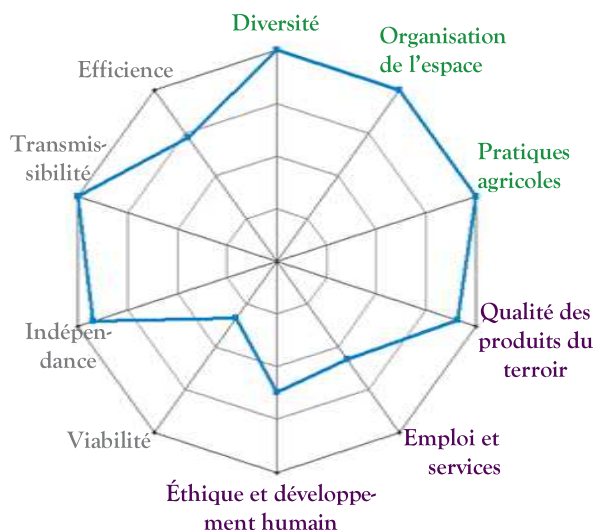 Diversité
Organisation
de l'espace
Pratiques
agricoles
Qualité des
produits du
terroir
Emploi et
services
Éthique et développe-
ment humain
Viabilité
Indépen-
dance
Transmis-
sibilité
Efficience